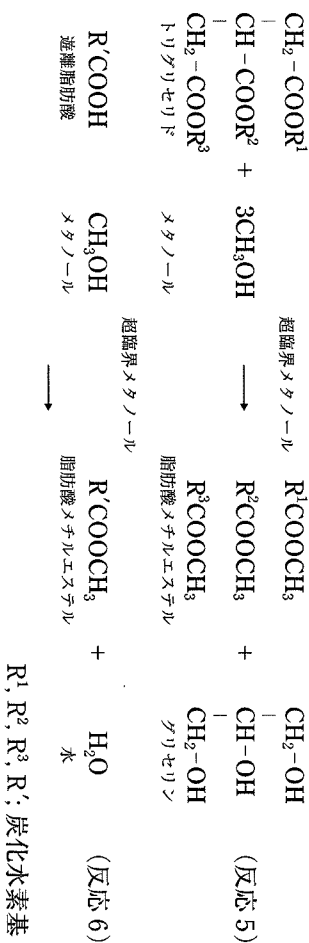 CH₂-COOR¹ 超臨界メタノール R¹COOCH₃ CH₂-OH
CH-COOR² + 3CH₃OH → R²COOCH₃ + CH-OH (反応5)
CH₂-COOR³ R³COOCH₃ CH₂-OH
トリグリセリド メタノール 脂肪酸メチルエステル グリセリン
超臨界メタノール
R′COOH CH₃OH → R′COOCH₃ + H₂O (反応6)
遊離脂肪酸 メタノール 脂肪酸メチルエステル 水
R¹, R², R³, R′; 炭化水素基